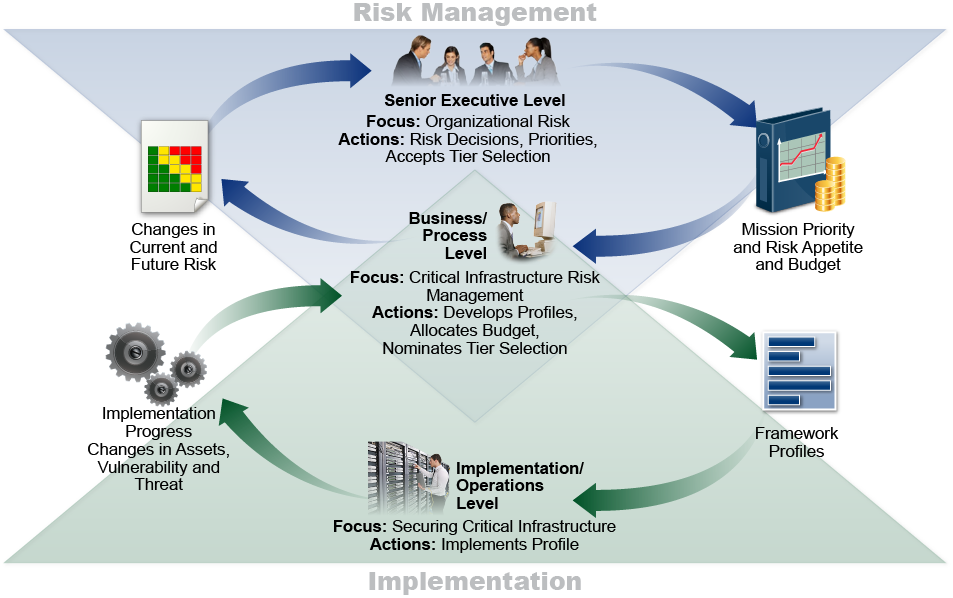 Risk Management
Senior Executive Level
Focus: Organizational Risk
Actions: Risk Decisions, Priorities,
Accepts Tier Selection
Changes in
Current and
Future Risk
Mission Priority
and Risk Appetite
and Budget
Business/
Process
Level
Focus: Critical Infrastructure Risk
Management
Actions: Develops Profiles,
Allocates Budget,
Nominates Tier Selection
Implementation
Progress
Changes in Assets,
Vulnerability and
Threat
Framework
Profiles
Implementation/
Operations
Level
Focus: Securing Critical Infrastructure
Actions: Implements Profile
Implementation